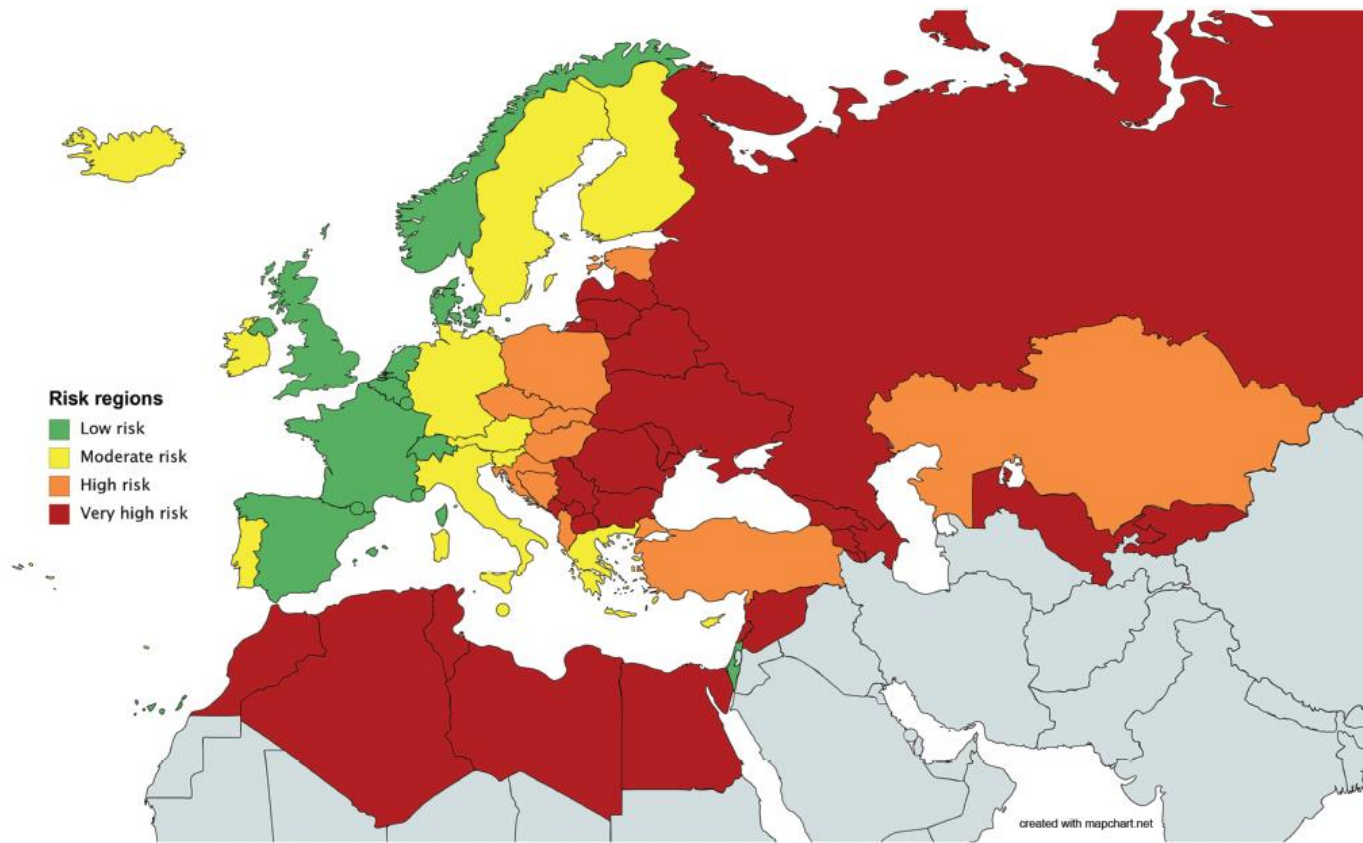 Risk regions
Low risk
Moderate risk
High risk
Very high risk
created with mapchart.net